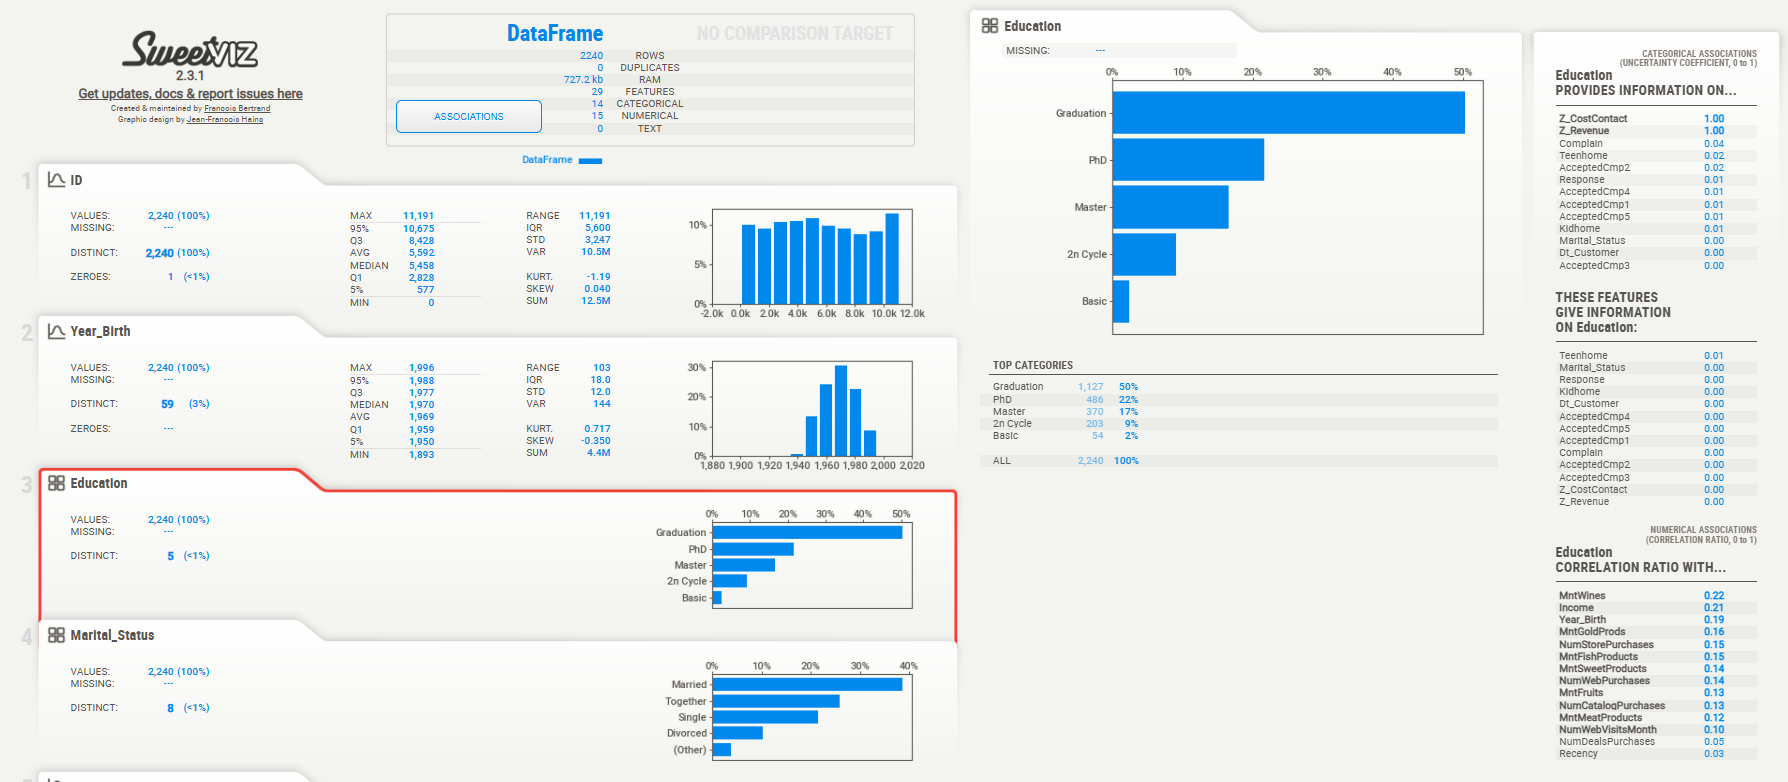 SweetVIZ
2.3.1
Get updates, docs & report issues here
Created & maintained by Francois Bertrand
Graphic design by Jean-Francois Hains
DataFrame
NO COMPARISON TARGET
2240 ROWS
0 DUPLICATES
727.2 kb RAM
29 FEATURES
14 CATEGORICAL
15 NUMERICAL
0 TEXT
ASSOCIATIONS
DataFrame
1
ID
VALUES: 2,240 (100%)
MISSING: ---
DISTINCT: 2,240 (100%)
ZEROES: 1 (<1%)
MAX 11,191
95% 10,675
Q3 8,428
AVG 5,592
MEDIAN 5,458
Q1 2,828
5% 577
MIN 0
RANGE 11,191
IQR 5,600
STD 3,247
VAR 10.5M
KURT. -1.19
SKEW 0.040
SUM 12.5M
10%
5%
0%
-2.0k 0.0k 2.0k 4.0k 6.0k 8.0k 10.0k 12.0k
2
Year_Birth
VALUES: 2,240 (100%)
MISSING: ---
DISTINCT: 59 (3%)
ZEROES: ---
MAX 1,996
95% 1,988
Q3 1,977
MEDIAN 1,970
AVG 1,969
Q1 1,959
5% 1,950
MIN 1,893
RANGE 103
IQR 18.0
STD 12.0
VAR 144
KURT. 0.717
SKEW -0.350
SUM 4.4M
30%
20%
10%
0%
1,880 1,900 1,920 1,940 1,960 1,980 2,000 2,020
3
Education
VALUES: 2,240 (100%)
MISSING: ---
DISTINCT: 5 (<1%)
0% 10% 20% 30% 40% 50%
Graduation
PhD
Master
2n Cycle
Basic
4
Marital_Status
VALUES: 2,240 (100%)
MISSING: ---
DISTINCT: 8 (<1%)
0% 10% 20% 30% 40%
Married
Together
Single
Divorced
(Other)
Education
MISSING: ---
0% 10% 20% 30% 40% 50%
Graduation
PhD
Master
2n Cycle
Basic
TOP CATEGORIES
Graduation 1,127 50%
PhD 486 22%
Master 370 17%
2n Cycle 203 9%
Basic 54 2%
ALL 2,240 100%
CATEGORICAL ASSOCIATIONS
(UNCERTAINTY COEFFICIENT, 0 to 1)
Education
PROVIDES INFORMATION ON...
Z_CostContact 1.00
Z_Revenue 1.00
Complain 0.04
Teenhome 0.02
AcceptedCmp2 0.02
Response 0.01
AcceptedCmp4 0.01
AcceptedCmp1 0.01
AcceptedCmp5 0.01
Kidhome 0.01
Marital_Status 0.00
Dt_Customer 0.00
AcceptedCmp3 0.00
THESE FEATURES
GIVE INFORMATION
ON Education:
Teenhome 0.01
Marital_Status 0.00
Response 0.00
Kidhome 0.00
Dt_Customer 0.00
AcceptedCmp4 0.00
AcceptedCmp5 0.00
AcceptedCmp1 0.00
Complain 0.00
AcceptedCmp2 0.00
AcceptedCmp3 0.00
Z_CostContact 0.00
Z_Revenue 0.00
NUMERICAL ASSOCIATIONS
(CORRELATION RATIO, 0 to 1)
Education
CORRELATION RATIO WITH...
MntWines 0.22
Income 0.21
Year_Birth 0.19
MntGoldProds 0.16
NumStorePurchases 0.15
MntFishProducts 0.15
MntSweetProducts 0.14
NumWebPurchases 0.14
MntFruits 0.13
NumCatalogPurchases 0.13
MntMeatProducts 0.12
NumWebVisitsMonth 0.10
NumDealsPurchases 0.05
Recency 0.03